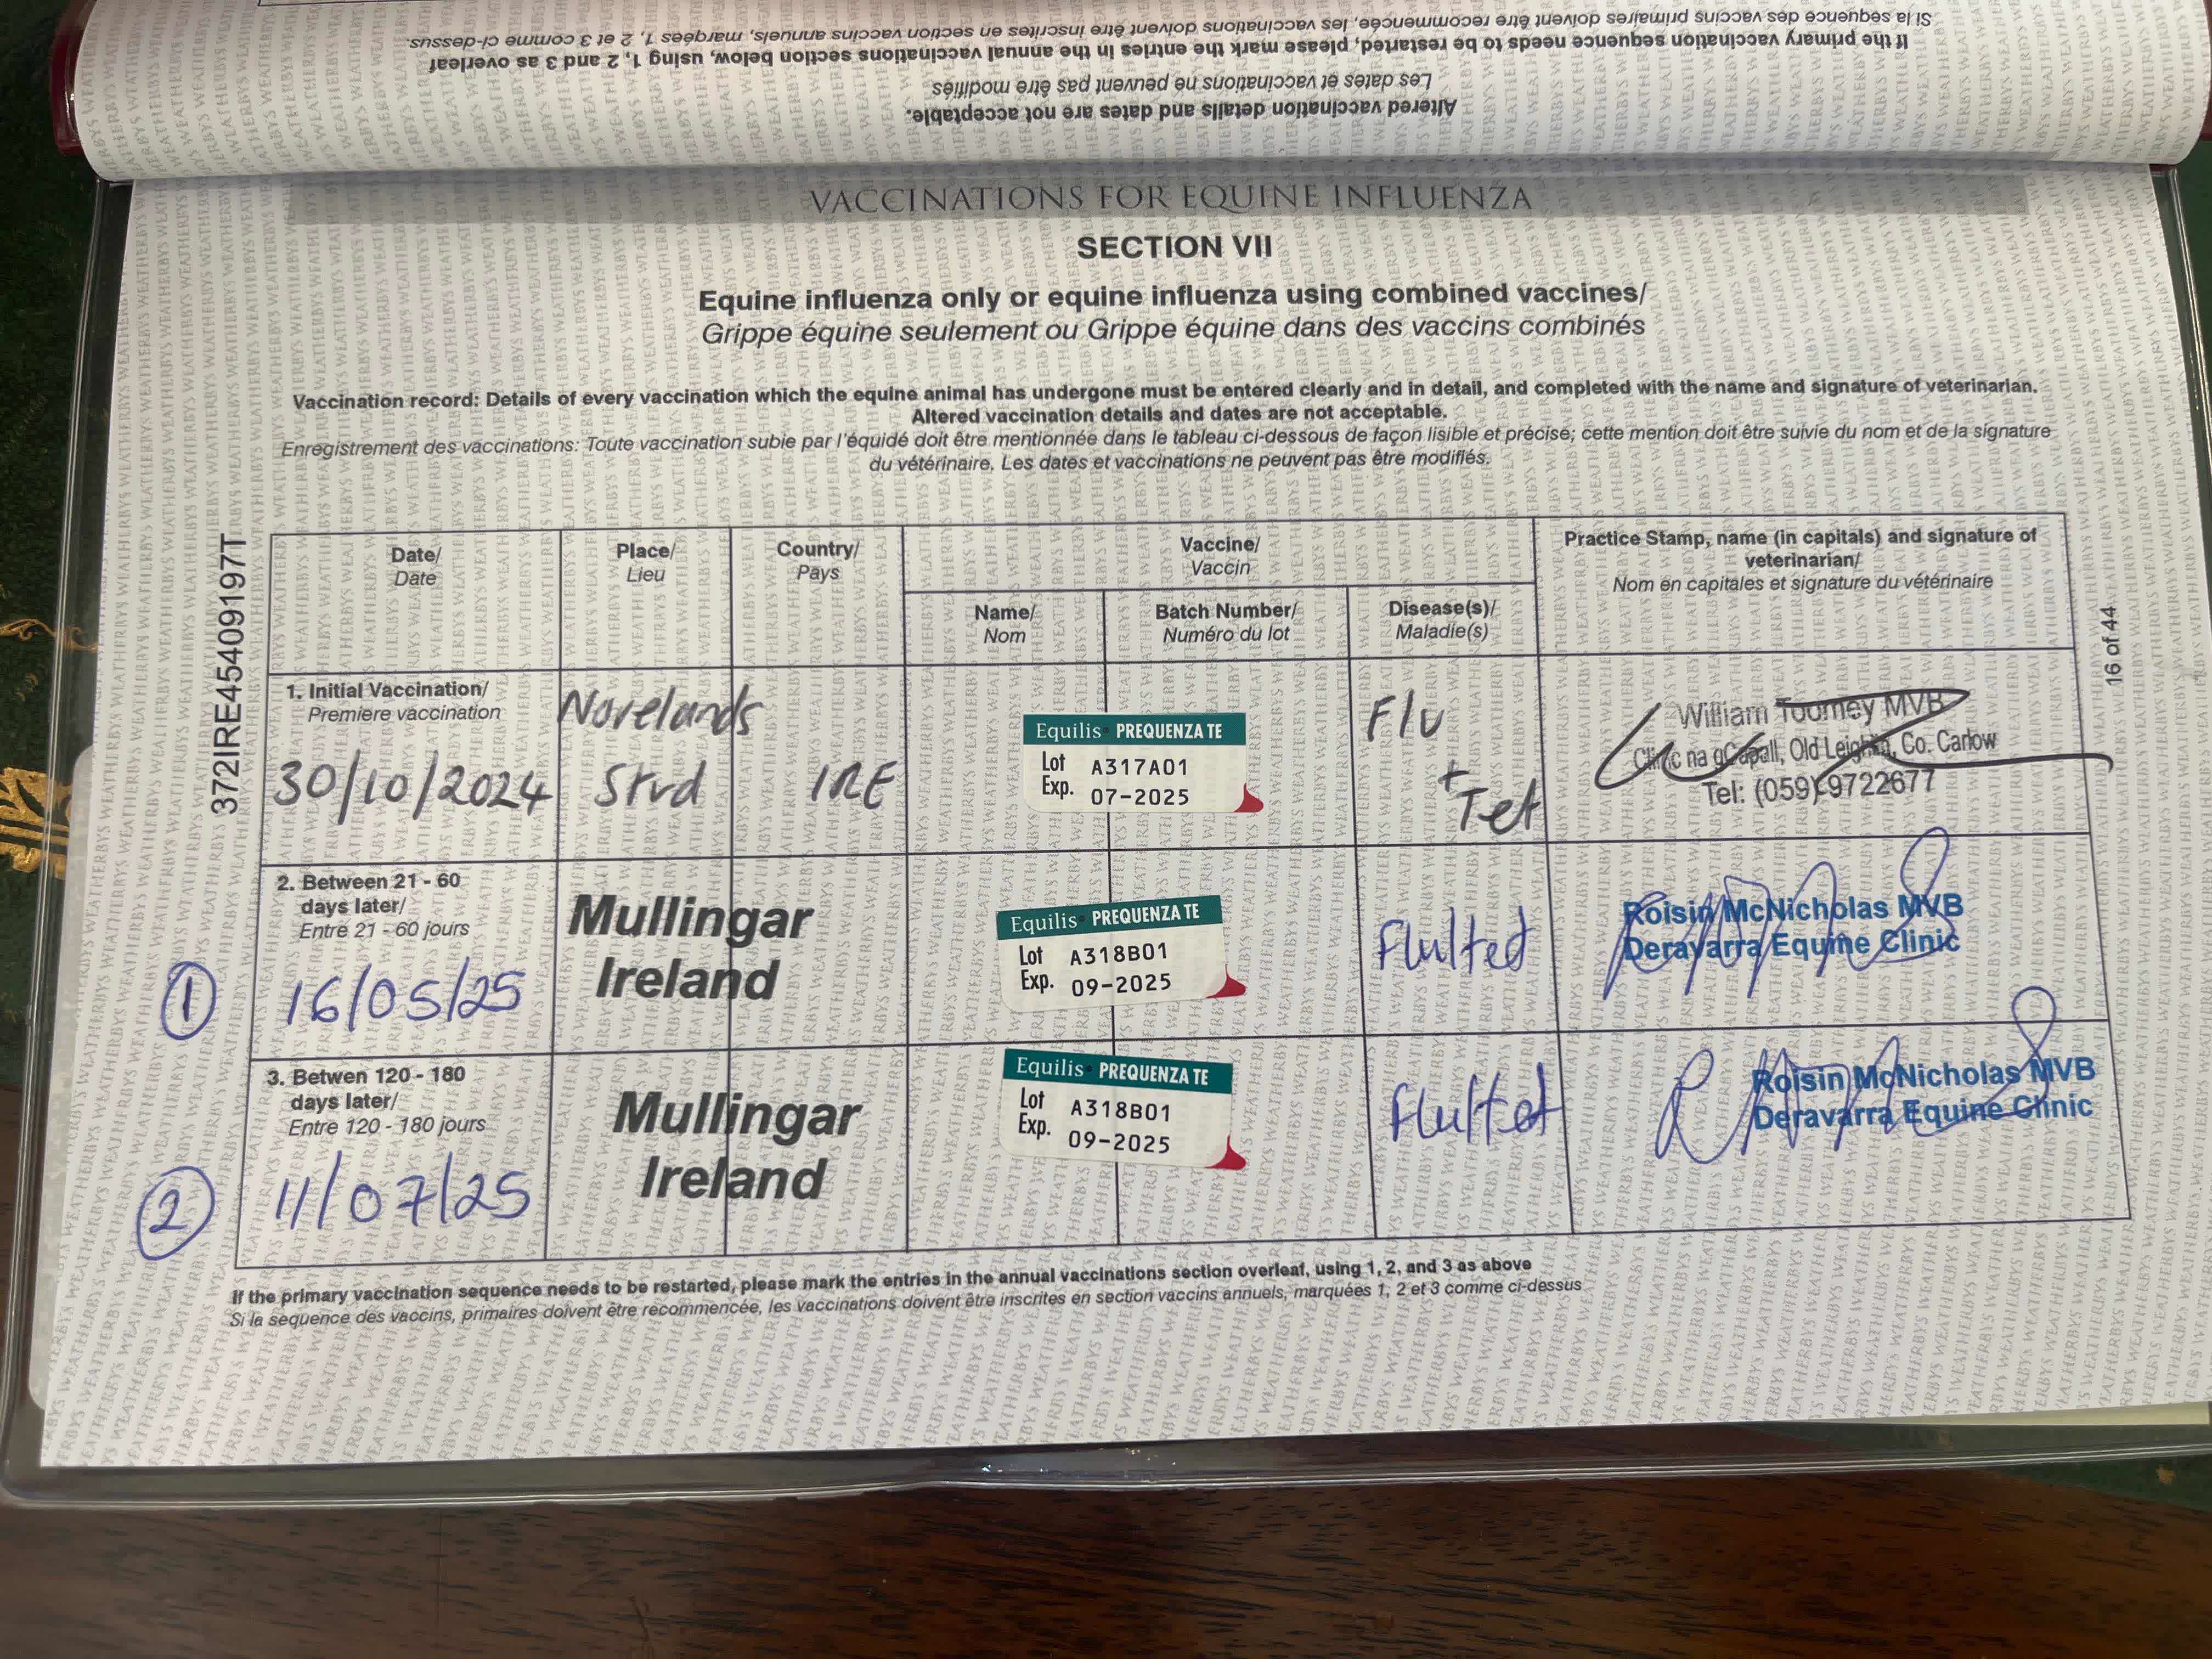 Si la séquence des vaccins primaires doivent être recommencée, les vaccinations doivent être inscrites en section vaccins annuels, marqées 1, 2 et 3 comme ci-dessus.
If the primary vaccination sequence needs to be restarted, please mark the entries in the annual vaccinations section below, using 1, 2 and 3 as overleaf
Les dates et vaccinations ne peuvent pas être modifiés
Altered vaccination details and dates are not acceptable.
VACCINATIONS FOR EQUINE INFLUENZA
SECTION VII
Equine influenza only or equine influenza using combined vaccines/
Grippe équine seulement ou Grippe équine dans des vaccins combinés
Vaccination record: Details of every vaccination which the equine animal has undergone must be entered clearly and in detail, and completed with the name and signature of veterinarian.
Altered vaccination details and dates are not acceptable.
Enregistrement des vaccinations: Toute vaccination subie par l'équidé doit être mentionnée dans le tableau ci-dessous de façon lisible et précise; cette mention doit être suivie du nom et de la signature
du vétérinaire. Les dates et vaccinations ne peuvent pas être modifiés.
372IRE45409197T
16 of 44
Date/
Date
Place/
Lieu
Country/
Pays
Vaccine/
Vaccin
Name/
Nom
Batch Number/
Numéro du lot
Disease(s)/
Maladie(s)
Practice Stamp, name (in capitals) and signature of
veterinarian/
Nom en capitales et signature du vétérinaire
1. Initial Vaccination/
Premiere vaccination
30/10/2024
Norelands
Stud
IRE
Equilis PREQUENZA TE
Lot A317A01
Exp. 07-2025
Flu
+
Tet
William Toomey MVB
Clinic na gCapall, Old Leighlin, Co. Carlow
Tel: (059) 9722677
2. Between 21 - 60
days later/
Entre 21 - 60 jours
1
16/05/25
Mullingar
Ireland
Equilis PREQUENZA TE
Lot A318B01
Exp. 09-2025
Flu/tet
Roisin McNicholas MVB
Deravarra Equine Clinic
3. Betwen 120 - 180
days later/
Entre 120 - 180 jours
2
11/07/25
Mullingar
Ireland
Equilis PREQUENZA TE
Lot A318B01
Exp. 09-2025
Flu/tet
Roisin McNicholas MVB
Deravarra Equine Clinic
If the primary vaccination sequence needs to be restarted, please mark the entries in the annual vaccinations section overleaf, using 1, 2, and 3 as above
Si la séquence des vaccins, primaires doivent être recommencée, les vaccinations doivent être inscrites en section vaccins annuels, marquées 1, 2 et 3 comme ci-dessus